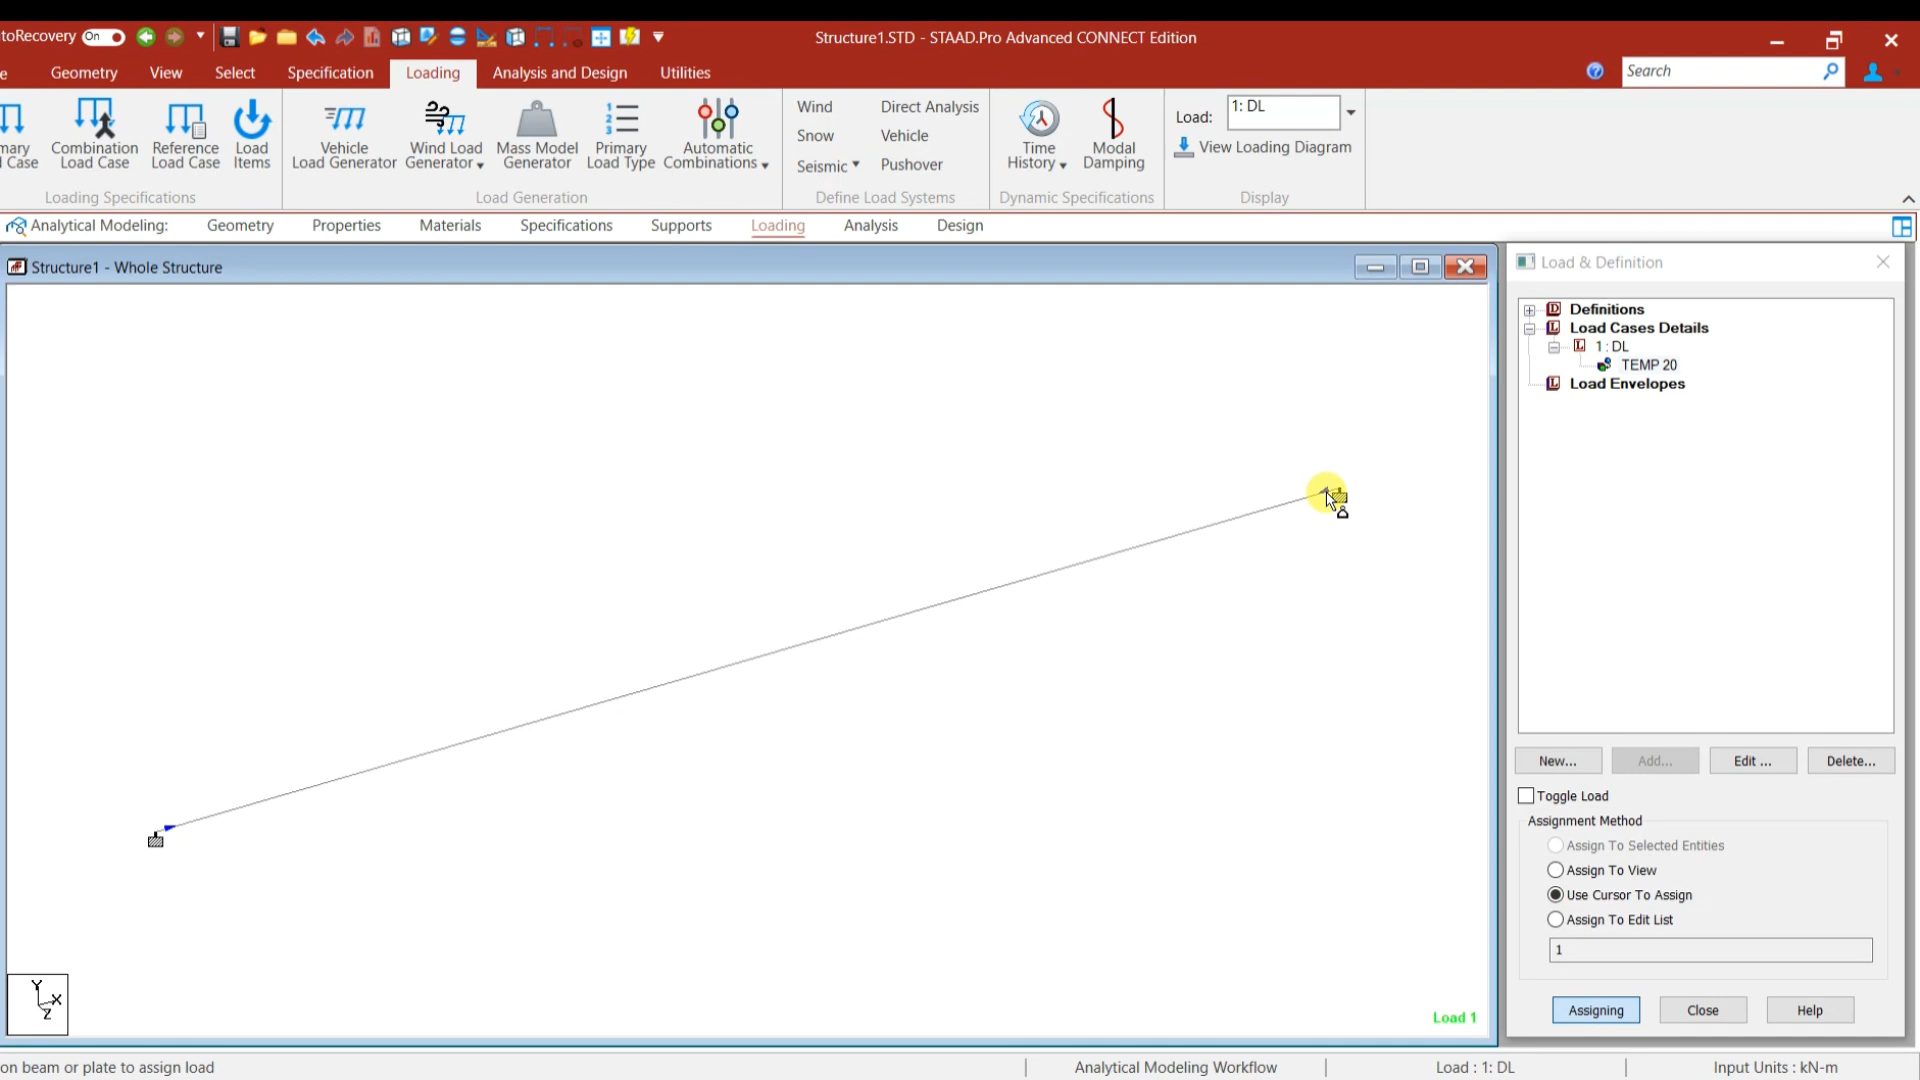 toRecovery On
Structure1.STD - STAAD.Pro Advanced CONNECT Edition
e Geometry View Select Specification Loading Analysis and Design Utilities
Search
mary
l Case
Combination
Load Case
Reference
Load Case
Load
Items
Loading Specifications
Vehicle
Load Generator
Wind Load
Generator
Mass Model
Generator
Primary
Load Type
Automatic
Combinations
Load Generation
Wind
Snow
Seismic
Direct Analysis
Vehicle
Pushover
Define Load Systems
Time
History
Modal
Damping
Dynamic Specifications
Load: 1: DL
View Loading Diagram
Display
Analytical Modeling: Geometry Properties Materials Specifications Supports Loading Analysis Design
Structure1 - Whole Structure
Load & Definition
D Definitions
L Load Cases Details
L 1 : DL
TEMP 20
L Load Envelopes
New... Add... Edit ... Delete...
Toggle Load
Assignment Method
Assign To Selected Entities
Assign To View
Use Cursor To Assign
Assign To Edit List
1
Assigning Close Help
Y
X
Z
Load 1
on beam or plate to assign load
Analytical Modeling Workflow
Load : 1: DL
Input Units : kN-m